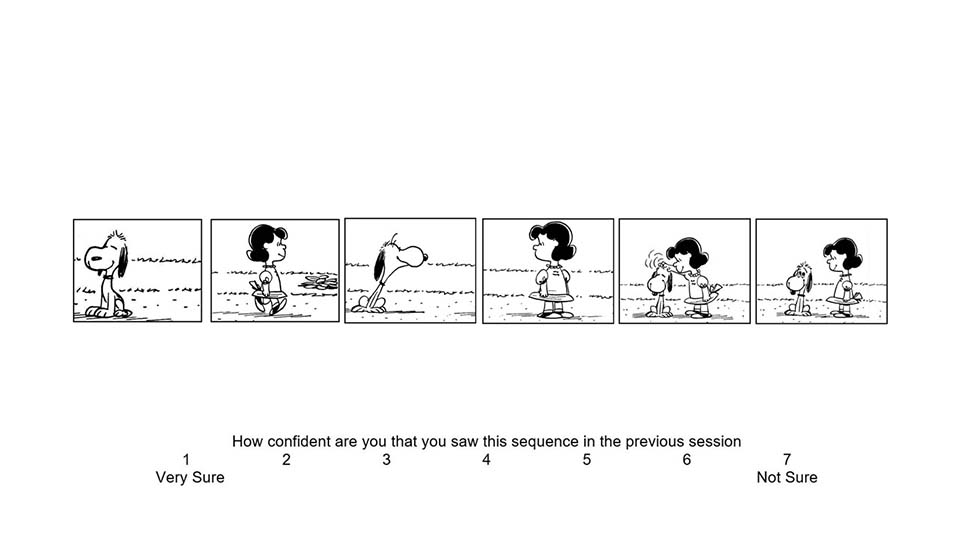 How confident are you that you saw this sequence in the previous session
1 2 3 4 5 6 7
Very Sure Not Sure